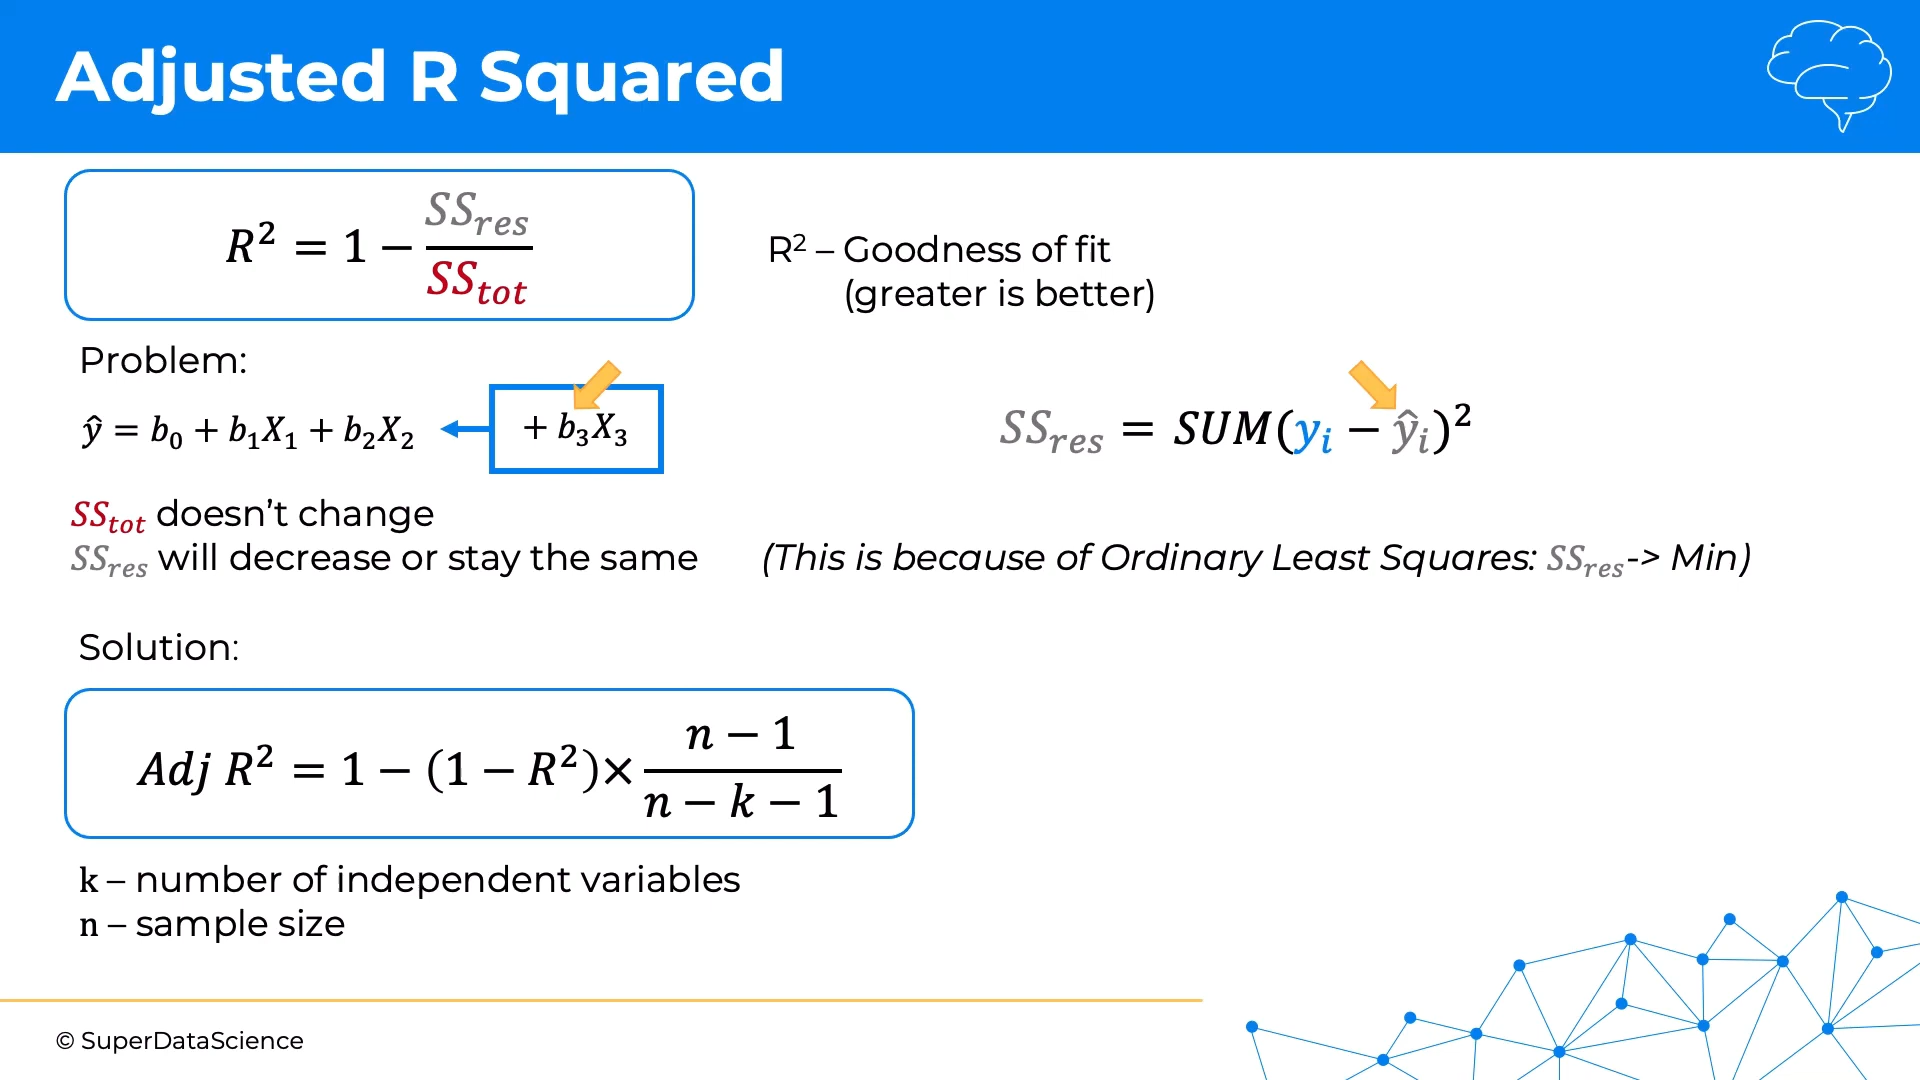 Adjusted R Squared
R² = 1 − SS_res / SS_tot
R² – Goodness of fit
(greater is better)
Problem:
ŷ = b₀ + b₁X₁ + b₂X₂
+ b₃X₃
SS_res = SUM(yᵢ − ŷᵢ)²
SS_tot doesn’t change
SS_res will decrease or stay the same
(This is because of Ordinary Least Squares: SS_res -> Min)
Solution:
Adj R² = 1 − (1 − R²) × (n − 1) / (n − k − 1)
k – number of independent variables
n – sample size
© SuperDataScience